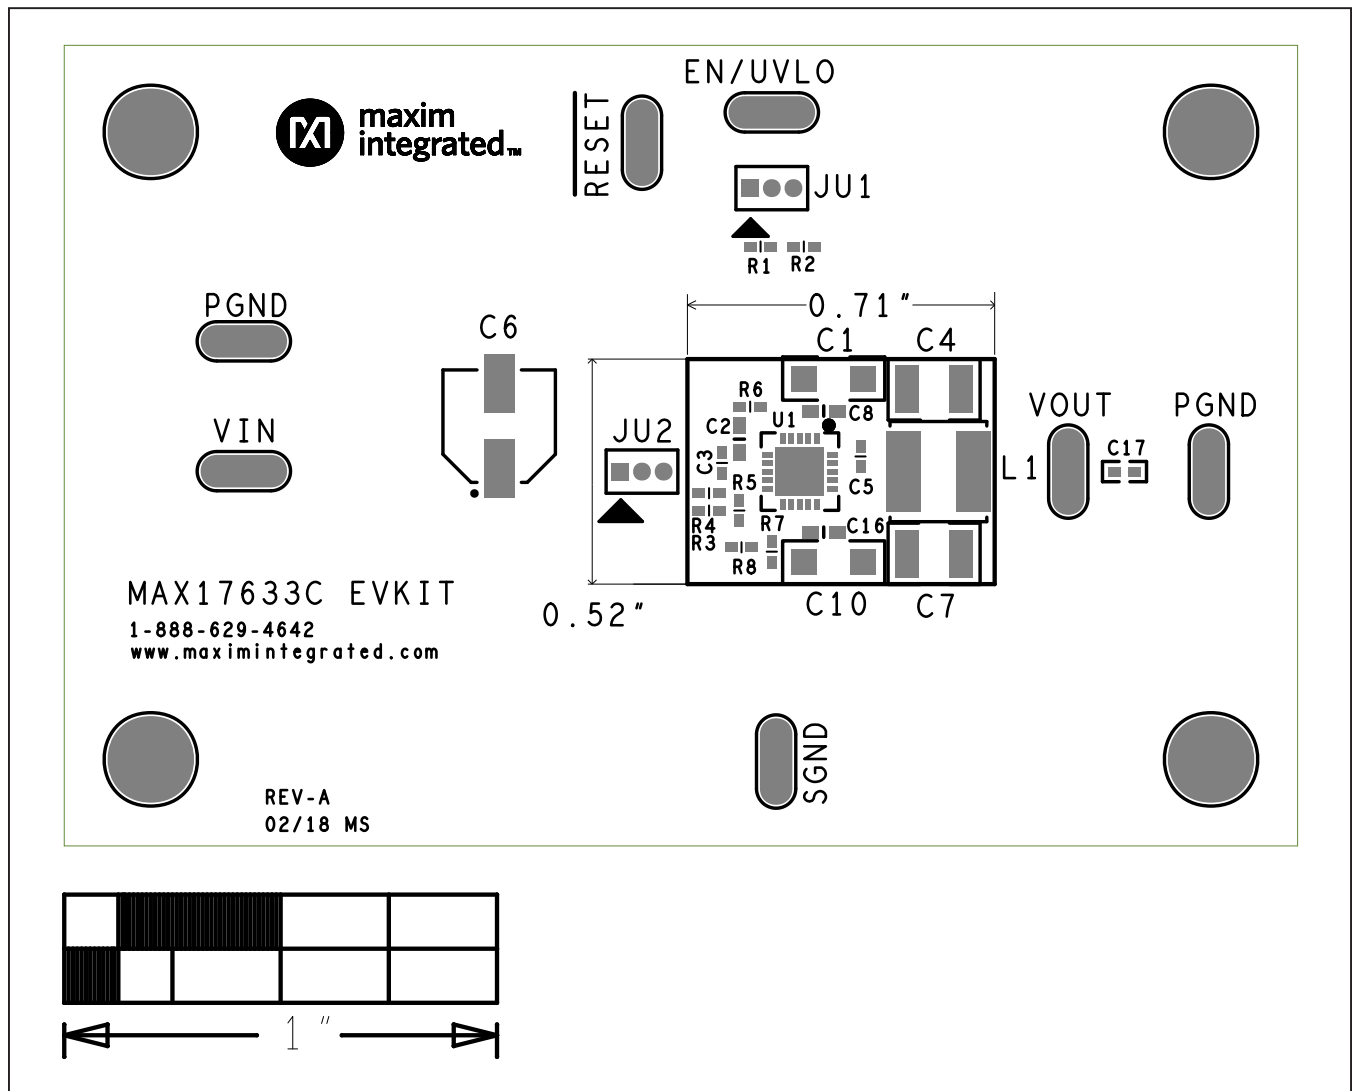 EN/UVLO
maxim
integrated™
RESET
JU1
R1 R2
PGND
0.71"
C6
C1 C4
R6
VOUT PGND
C2 U1 C8
VIN
JU2
C3
C17
L1
R5
C5
R4
R7
C16
R3
R8
MAX17633C EVKIT
C10 C7
0.52"
1-888-629-4642
www.maximintegrated.com
SGND
REV-A
02/18 MS
1"